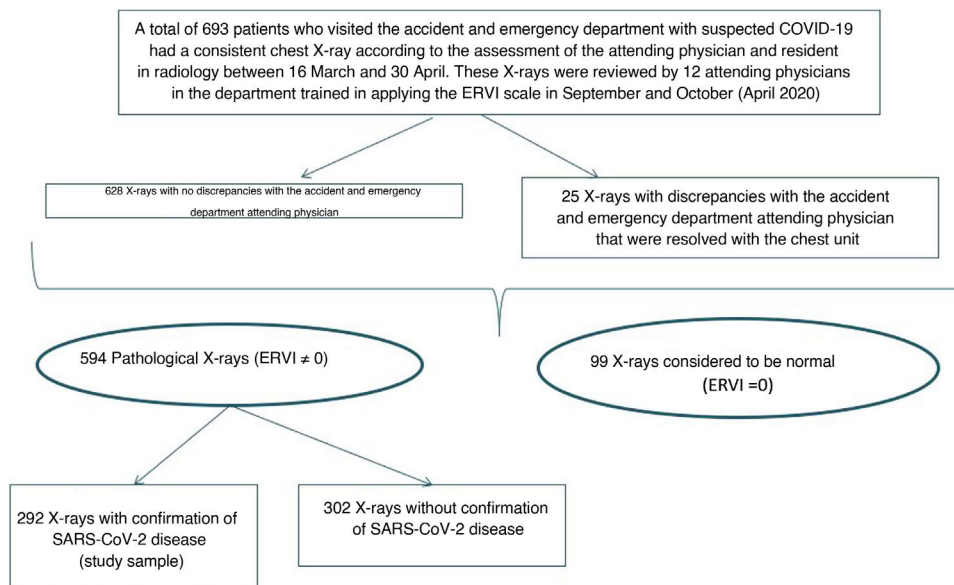 A total of 693 patients who visited the accident and emergency department with suspected COVID-19
had a consistent chest X-ray according to the assessment of the attending physician and resident
in radiology between 16 March and 30 April. These X-rays were reviewed by 12 attending physicians
in the department trained in applying the ERVI scale in September and October (April 2020)
628 X-rays with no discrepancies with the accident and emergency
department attending physician
25 X-rays with discrepancies with the accident
and emergency department attending physician
that were resolved with the chest unit
594 Pathological X-rays (ERVI ≠ 0)
99 X-rays considered to be normal
(ERVI =0)
292 X-rays with confirmation of
SARS-CoV-2 disease
(study sample)
302 X-rays without confirmation
of SARS-CoV-2 disease